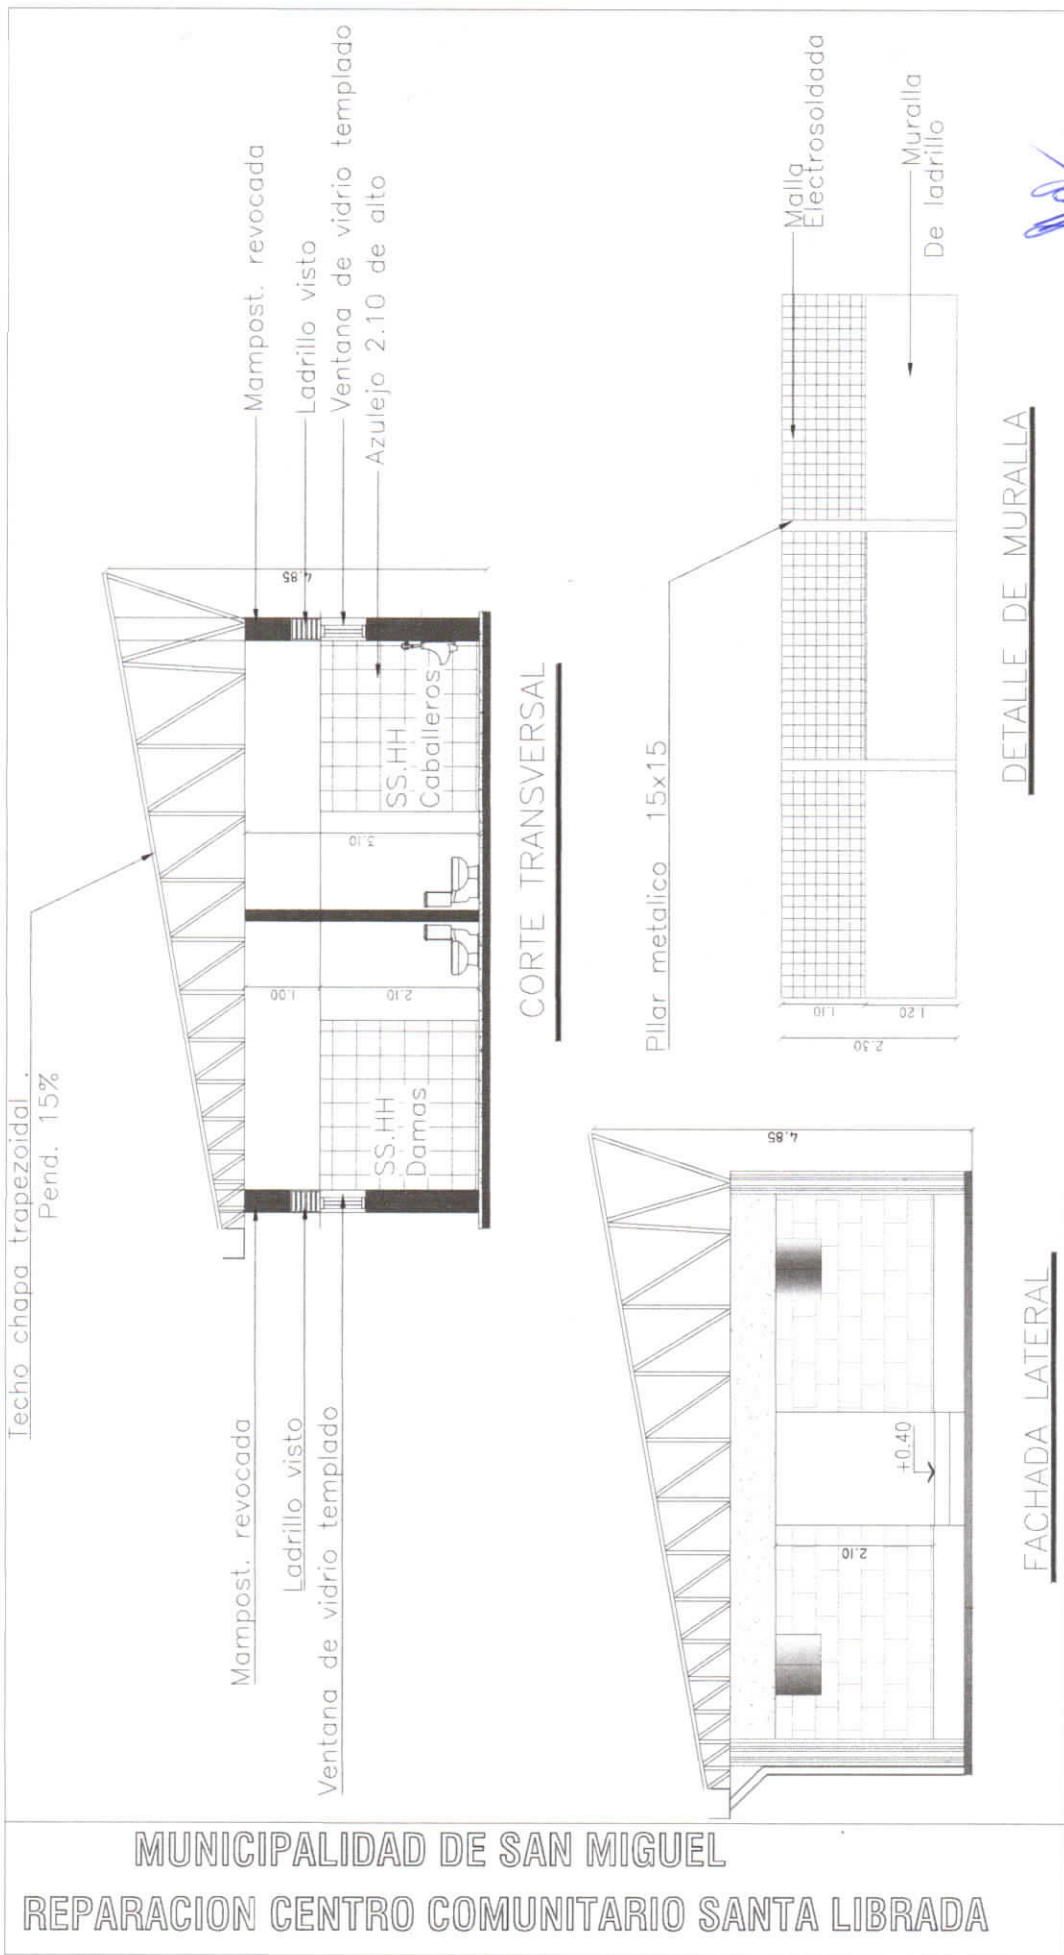 Techo chapa trapezoidal .
Pend. 15%
Mampost. revocada
Ladrillo visto
Ventana de vidrio templado
Mampost. revocada
Ladrillo visto
Ventana de vidrio templado
Azulejo 2.10 de alto
4.85
1.00
2.10
3.10
SS.HH
Damas
SS.HH
Caballeros
CORTE TRANSVERSAL
4.85
2.10
+0.40
FACHADA LATERAL
Pilar metalico 15x15
Malla
Electrosoldada
Muralla
De ladrillo
1.10
1.20
2.30
DETALLE DE MURALLA
MUNICIPALIDAD DE SAN MIGUEL
REPARACION CENTRO COMUNITARIO SANTA LIBRADA